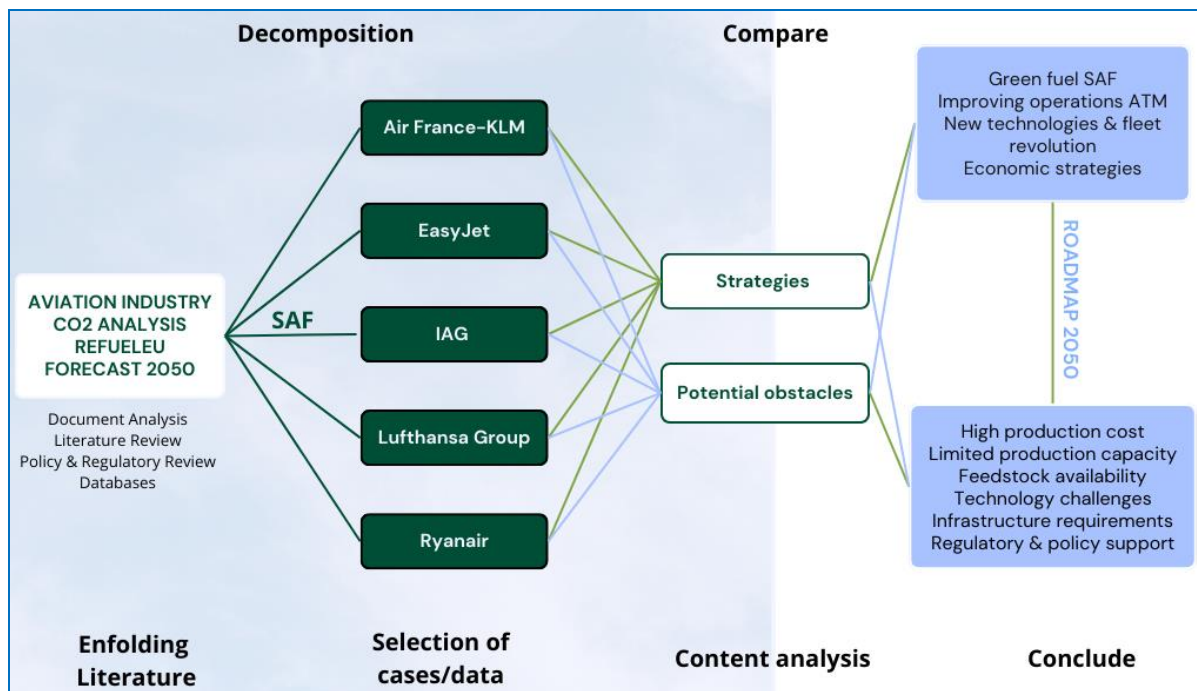 Decomposition
Compare
AVIATION INDUSTRY
CO2 ANALYSIS
REFUELEU
FORECAST 2050
Document Analysis
Literature Review
Policy & Regulatory Review
Databases
SAF
Air France-KLM
EasyJet
IAG
Lufthansa Group
Ryanair
Strategies
Potential obstacles
Green fuel SAF
Improving operations ATM
New technologies & fleet
revolution
Economic strategies
ROADMAP 2050
High production cost
Limited production capacity
Feedstock availability
Technology challenges
Infrastructure requirements
Regulatory & policy support
Enfolding
Literature
Selection of
cases/data
Content analysis
Conclude